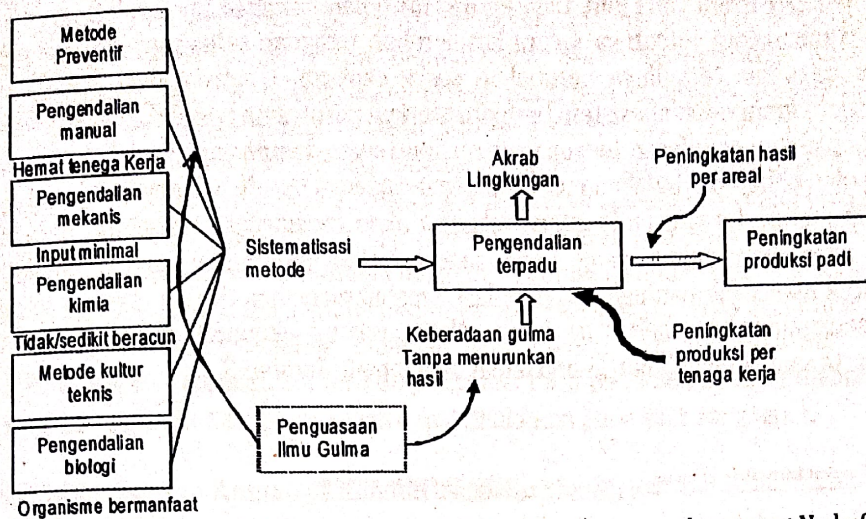 Metode
Preventif
Pengendalian
manual
Hemat tenega Kerja
Pengendalian
mekanis
Input minimal
Pengendalian
kimia
Tidak/sedikit beracun
Metode kultur
teknis
Pengendalian
biologi
Organisme bermanfaat
Sistematisasi
metode
Penguasaan
Ilmu Gulma
Akrab
Lingkungan
Pengendalian
terpadu
Keberadaan gulma
Tanpa menurunkan
hasil
Peningkatan hasil
per areal
Peningkatan
produksi per
tenaga kerja
Peningkatan
produksi padi